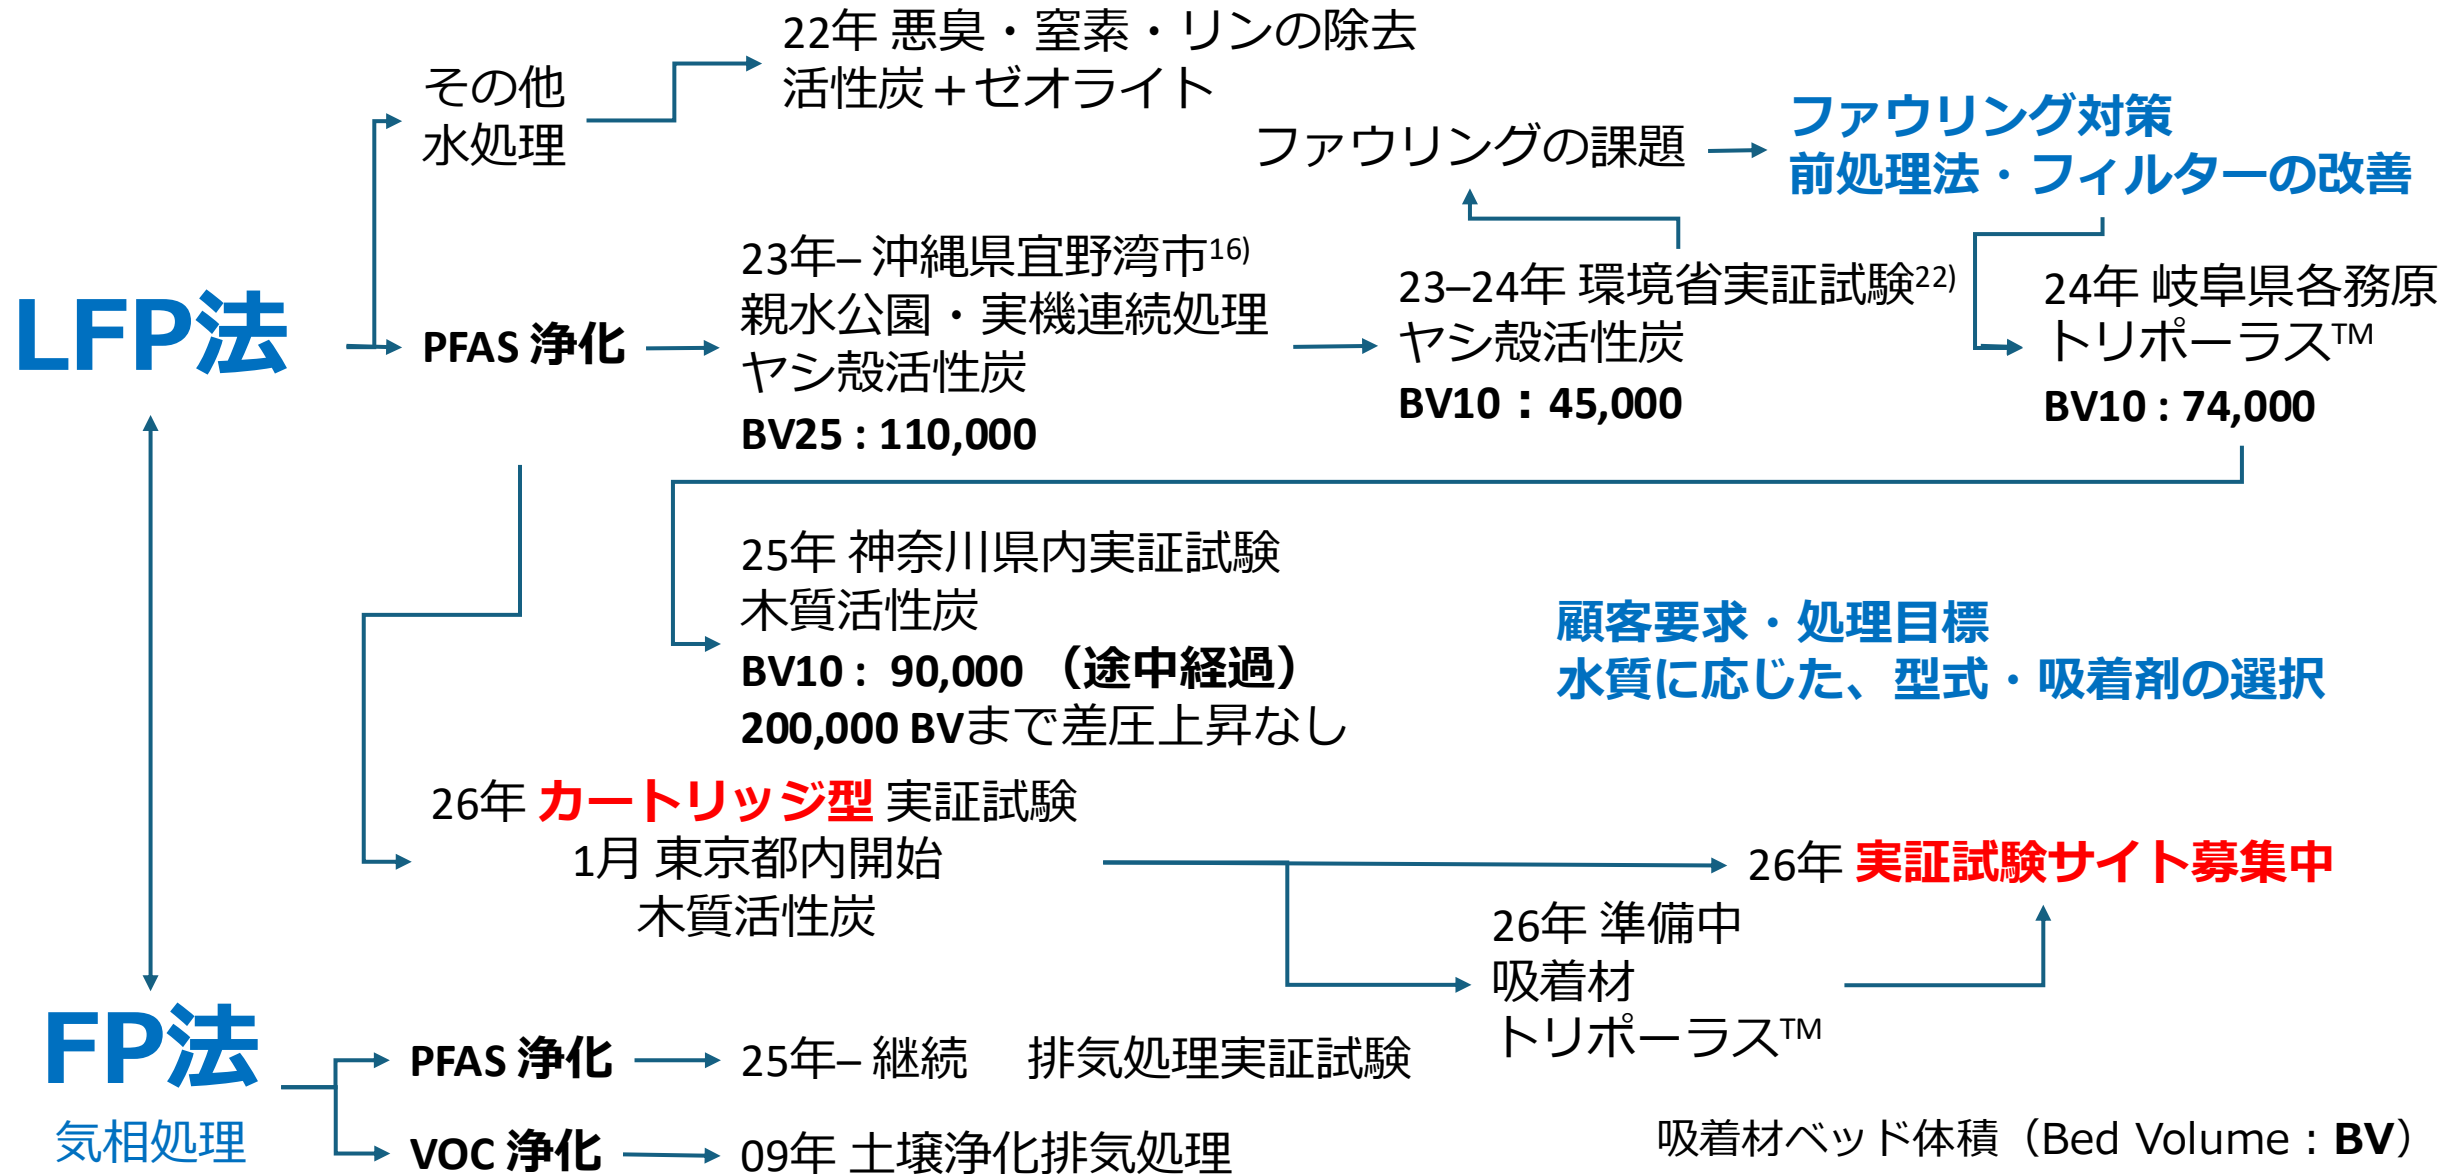 22年 悪臭・窒素・リンの除去
活性炭＋ゼオライト
その他
水処理
ファウリングの課題
ファウリング対策
前処理法・フィルターの改善
LFP法
PFAS 浄化
23年– 沖縄県宜野湾市16)
親水公園・実機連続処理
ヤシ殻活性炭
BV25 : 110,000
23–24年 環境省実証試験22)
ヤシ殻活性炭
BV10：45,000
24年 岐阜県各務原
トリポーラス™
BV10 : 74,000
25年 神奈川県内実証試験
木質活性炭
BV10 : 90,000 （途中経過）
200,000 BVまで差圧上昇なし
顧客要求・処理目標
水質に応じた、型式・吸着剤の選択
26年 カートリッジ型 実証試験
1月 東京都内開始
木質活性炭
26年 実証試験サイト募集中
26年 準備中
吸着材
トリポーラス™
FP法
気相処理
PFAS 浄化
25年– 継続　排気処理実証試験
VOC 浄化
09年 土壌浄化排気処理
吸着材ベッド体積（Bed Volume : BV）